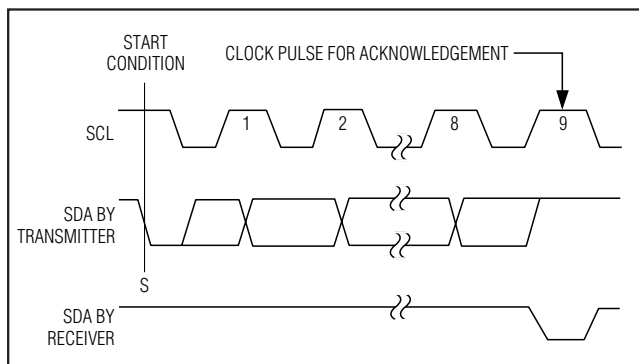 START
CONDITION
CLOCK PULSE FOR ACKNOWLEDGEMENT
SCL
1
2
8
9
SDA BY
TRANSMITTER
S
SDA BY
RECEIVER